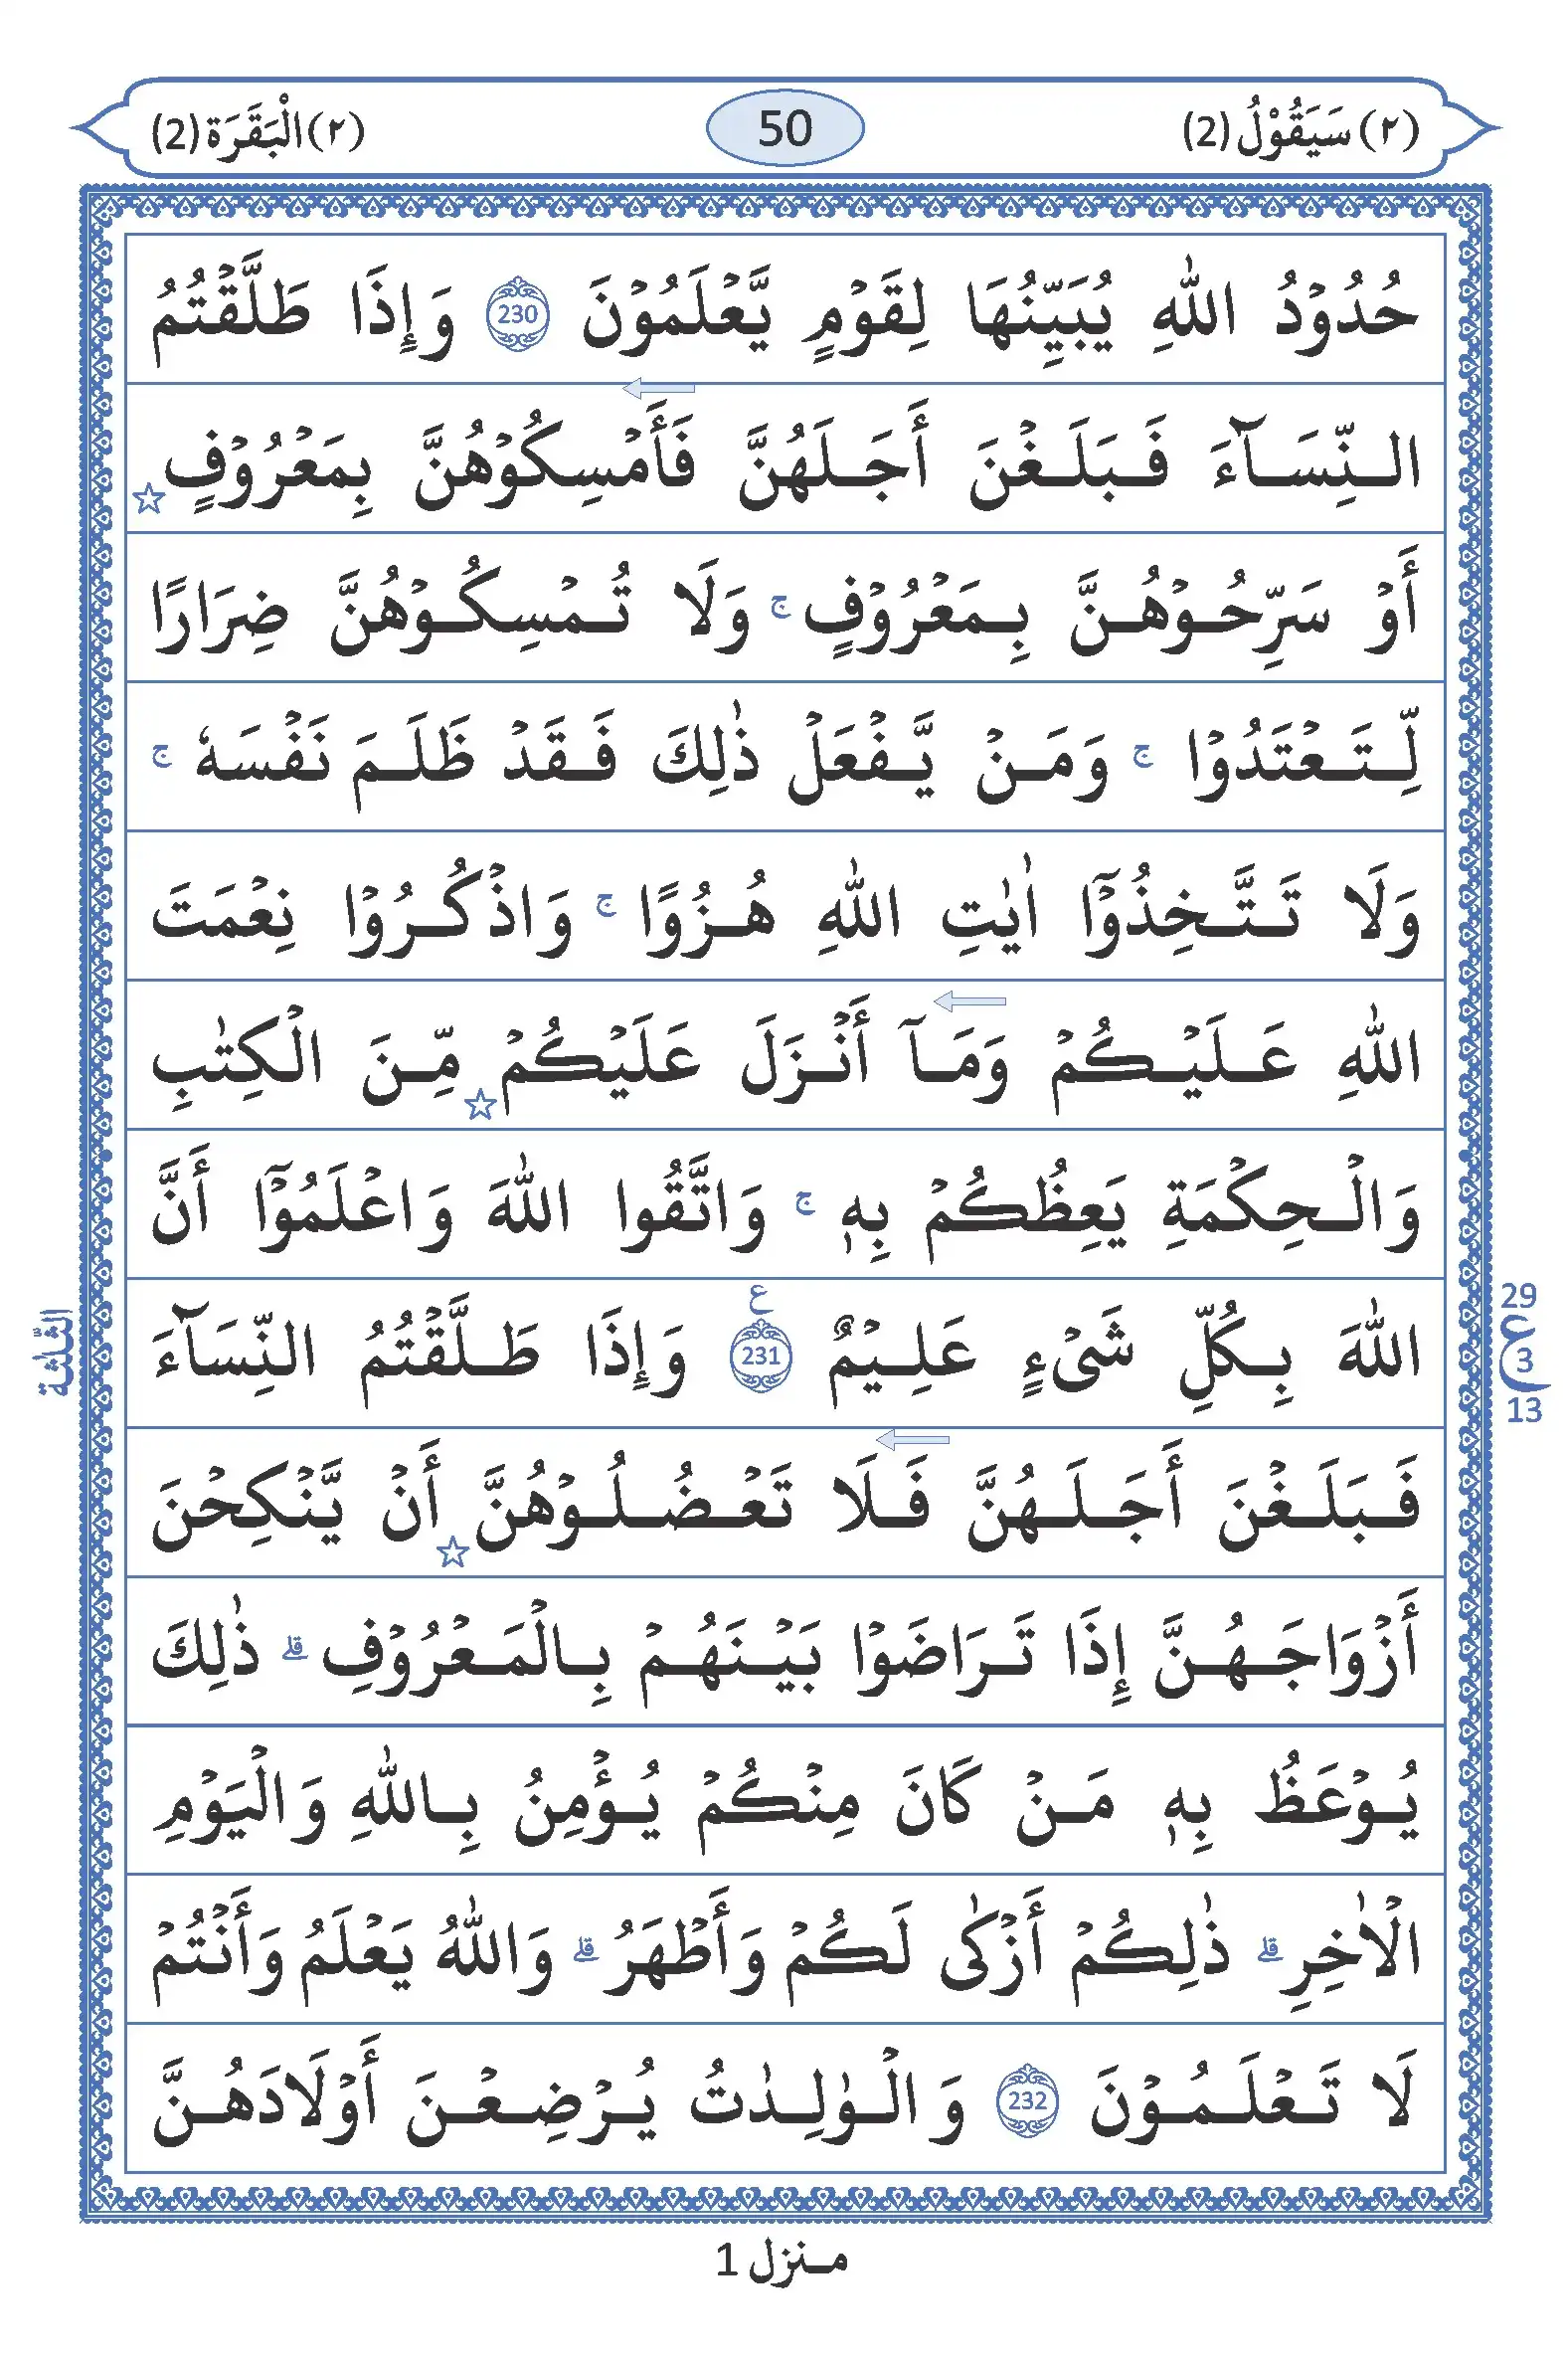 (٢) سَيَقُوْلُ (2)
50
(٢) الْبَقَرَة (2)
حُدُوۡدُ اللّٰهِ يُبَيِّنُهَا لِقَوۡمٍ يَّعۡلَمُوۡنَ 230 وَإِذَا طَلَّقۡتُمُ
النِّسَآءَ فَبَلَغۡنَ أَجَلَهُنَّ فَأَمۡسِكُوۡهُنَّ بِمَعۡرُوۡفٍ ☆
أَوۡ سَرِّحُوۡهُنَّ بِمَعۡرُوۡفٍ ج وَلَا تُمۡسِكُوۡهُنَّ ضِرَارًا
لِّتَعۡتَدُوۡا ج وَمَنۡ يَّفۡعَلۡ ذٰلِكَ فَقَدۡ ظَلَمَ نَفۡسَهٗ ج
وَلَا تَتَّخِذُوۡٓا اٰيٰتِ اللّٰهِ هُزُوًا ج وَاذۡكُرُوۡا نِعۡمَتَ
اللّٰهِ عَلَيۡكُمۡ وَمَآ أَنۡزَلَ عَلَيۡكُمۡ ☆ مِّنَ الۡكِتٰبِ
وَالۡحِكۡمَةِ يَعِظُكُمۡ بِهٖ ج وَاتَّقُوا اللّٰهَ وَاعۡلَمُوۡٓا أَنَّ
اللّٰهَ بِكُلِّ شَىۡءٍ عَلِيۡمٌ ع 231 وَإِذَا طَلَّقۡتُمُ النِّسَآءَ
29
ع
3
13
الثلثة
فَبَلَغۡنَ أَجَلَهُنَّ فَلَا تَعۡضُلُوۡهُنَّ ☆ أَنۡ يَّنۡكِحۡنَ
أَزۡوَاجَهُنَّ إِذَا تَرَاضَوۡا بَيۡنَهُمۡ بِالۡمَعۡرُوۡفِ قلے ذٰلِكَ
يُوۡعَظُ بِهٖ مَنۡ كَانَ مِنۡكُمۡ يُؤۡمِنُ بِاللّٰهِ وَالۡيَوۡمِ
الۡاٰخِرِ قلے ذٰلِكُمۡ أَزۡكٰى لَكُمۡ وَأَطۡهَرُ قلے وَاللّٰهُ يَعۡلَمُ وَأَنۡتُمۡ
لَا تَعۡلَمُوۡنَ 232 وَالۡوٰلِدٰتُ يُرۡضِعۡنَ أَوۡلَادَهُنَّ
منزل 1